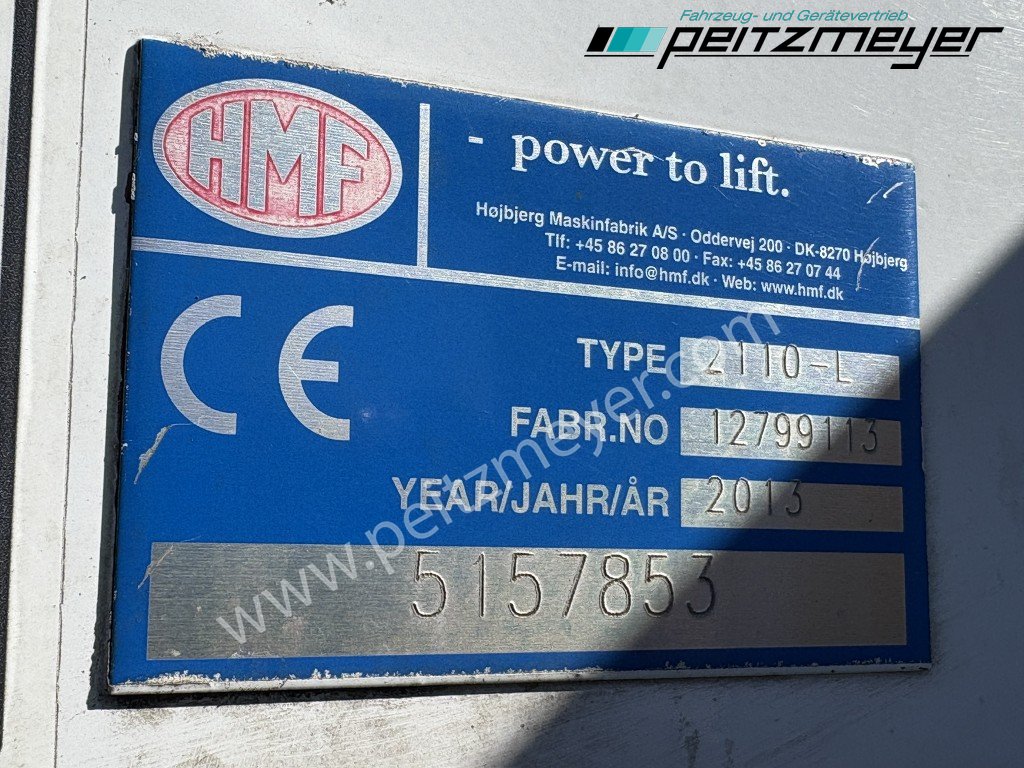 Fahrzeug- und Gerätevertrieb
peitzmeyer
HMF
- power to lift.
Højbjerg Maskinfabrik A/S · Oddervej 200 · DK-8270 Højbjerg
Tlf: +45 86 27 08 00 · Fax: +45 86 27 07 44
E-mail: info@hmf.dk · Web: www.hmf.dk
CE
TYPE 2110-L
FABR.NO 12799113
YEAR/JAHR/ÅR 2013
5157853
www.peitzmeyer.com